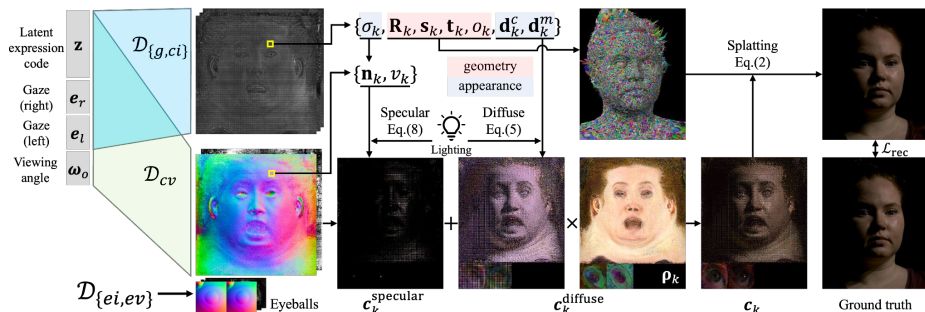 Latent
expression
code
z
Gaze
(right)
e_r
Gaze
(left)
e_l
Viewing
angle
ω_o
D_{g,ci}
D_cv
D_{ei,ev}
Eyeballs
{σ_k, R_k, s_k, t_k, o_k, d_k^c, d_k^m}
{n_k, v_k}
geometry
appearance
Specular
Eq.(8)
Lighting
Diffuse
Eq.(5)
Splatting
Eq.(2)
L_rec
+
×
ρ_k
c_k^specular
c_k^diffuse
c_k
Ground truth